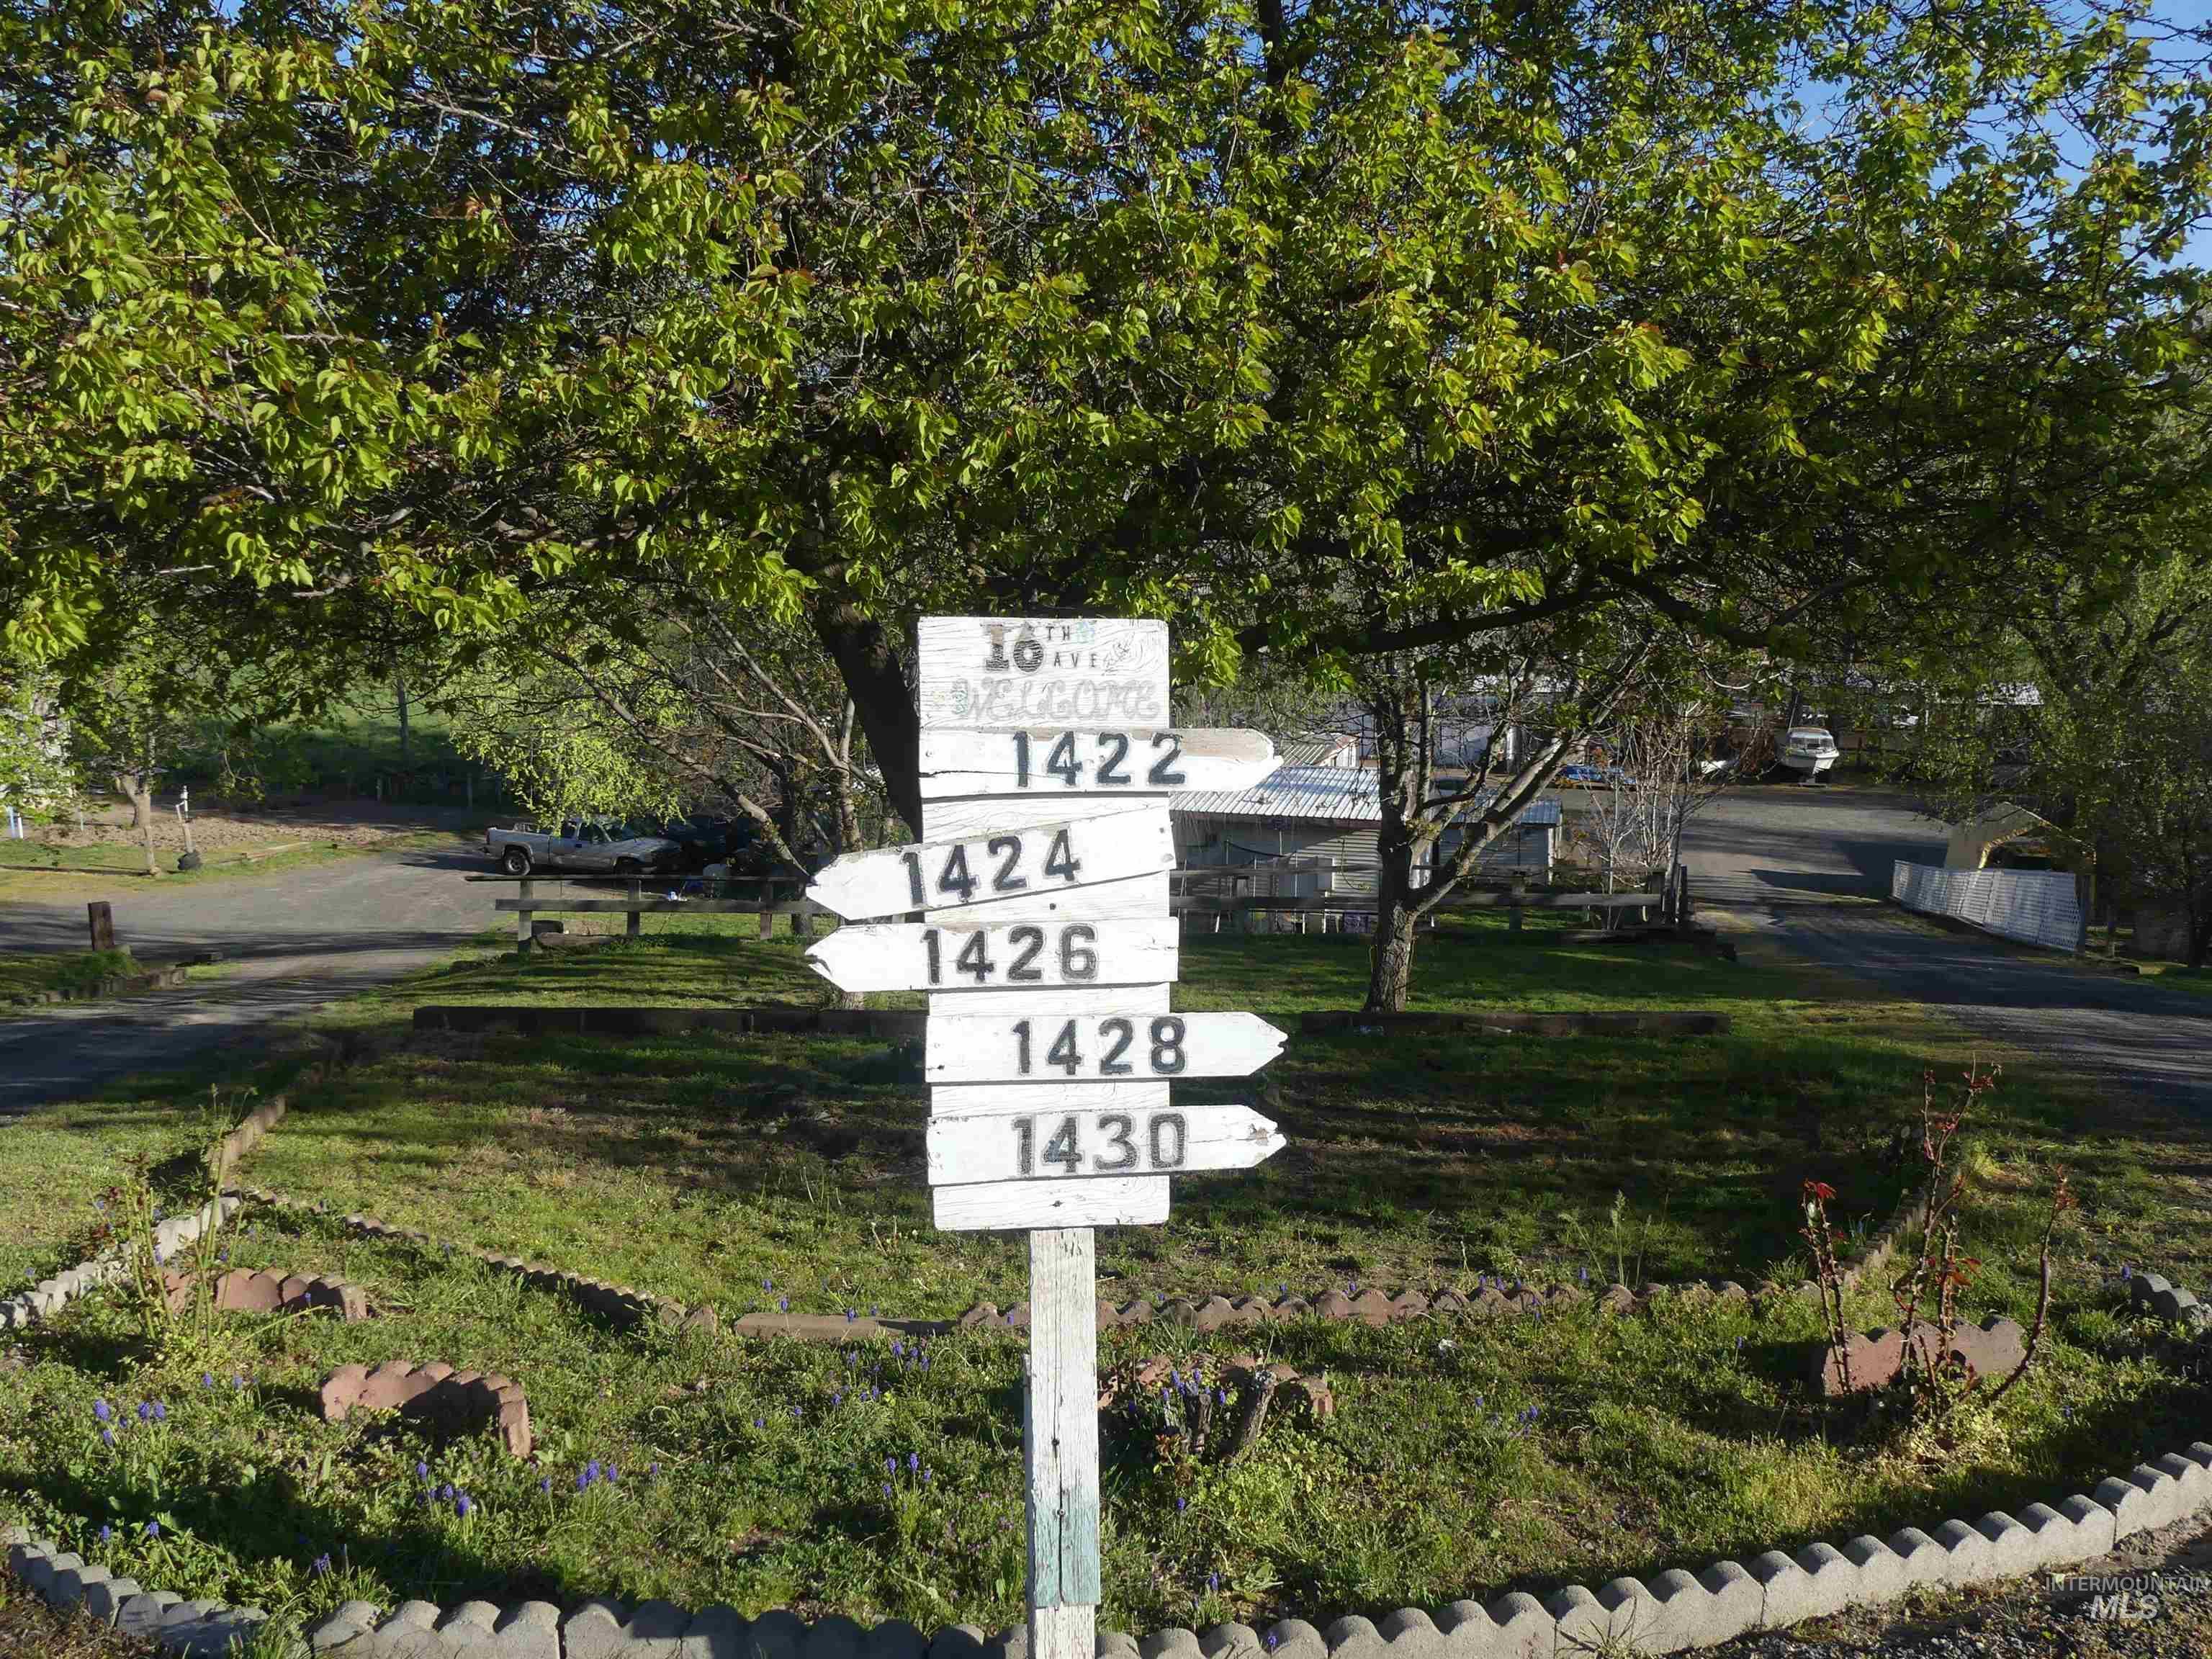 16TH
AVE
WELCOME
1422
1424
1426
1428
1430
INTERMOUNTAIN
MLS